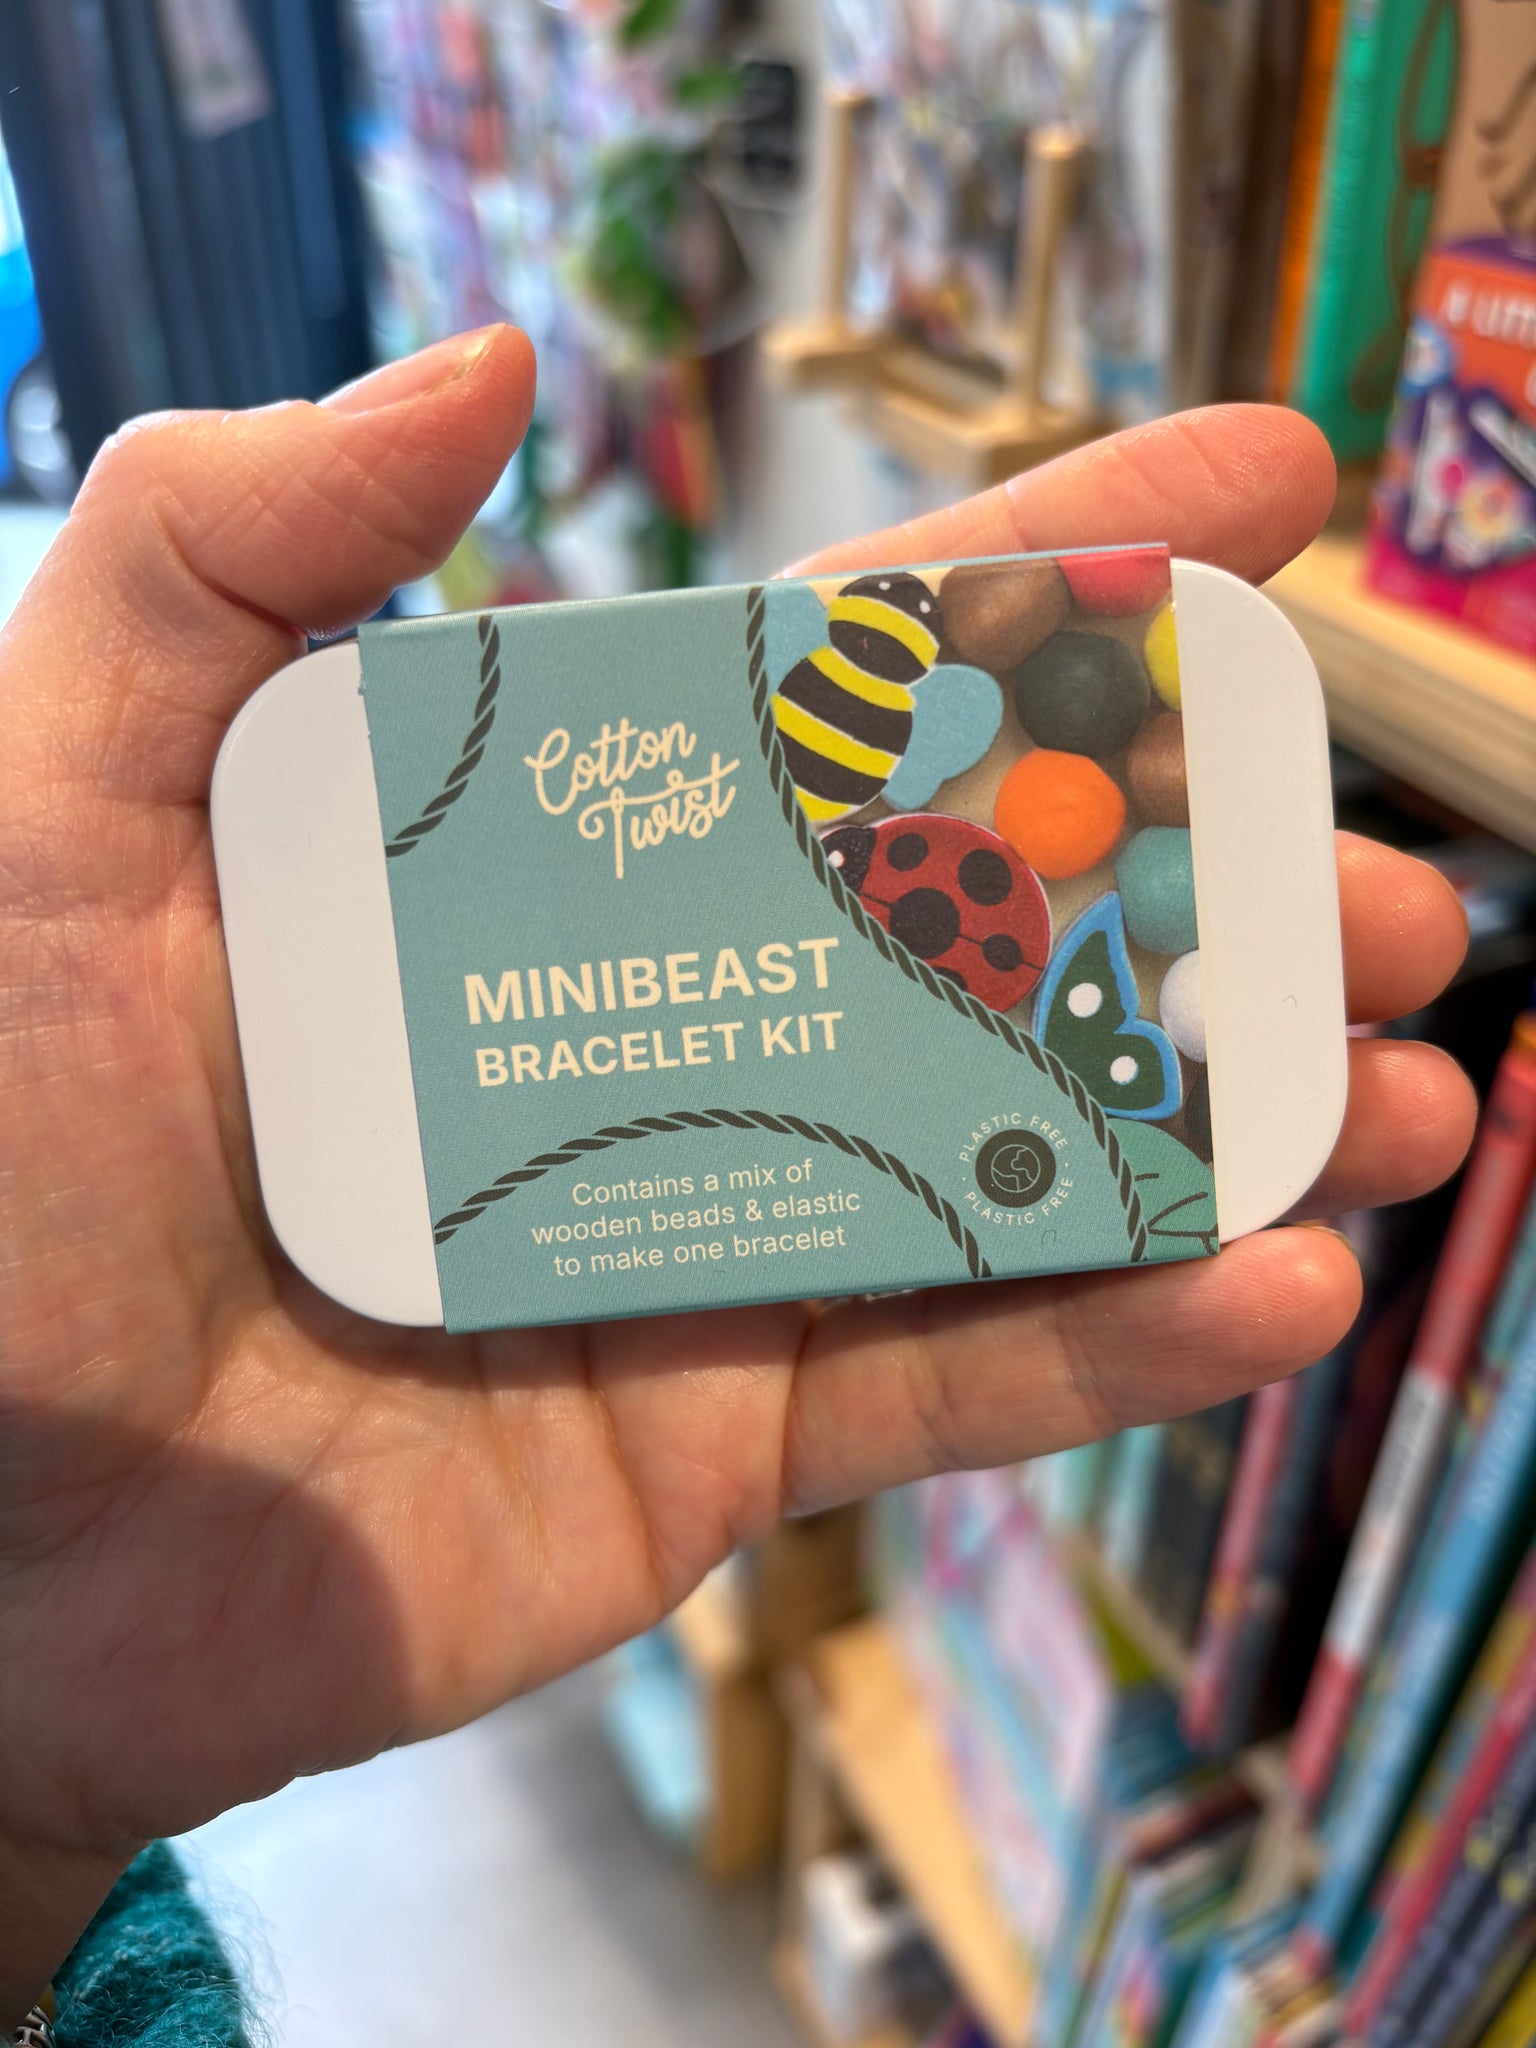 Cotton
Twist
MINIBEAST
BRACELET KIT
Contains a mix of
wooden beads & elastic
to make one bracelet
PLASTIC FREE · PLASTIC FREE ·